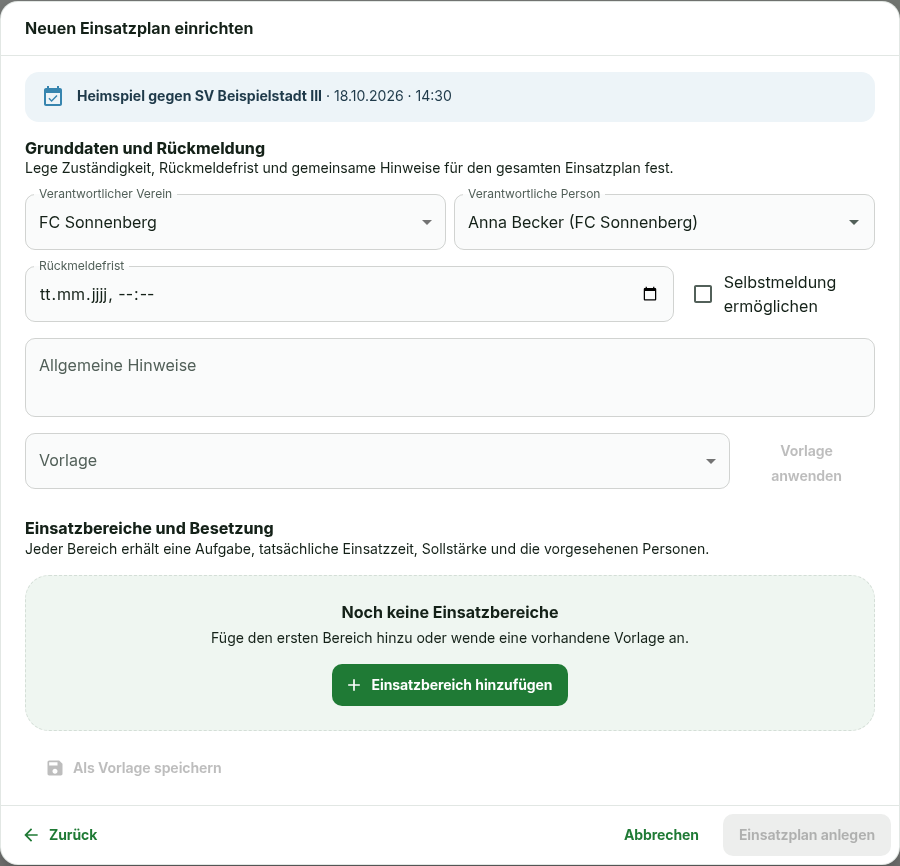 Neuen Einsatzplan einrichten
Heimspiel gegen SV Beispielstadt III · 18.10.2026 · 14:30
Grunddaten und Rückmeldung
Lege Zuständigkeit, Rückmeldefrist und gemeinsame Hinweise für den gesamten Einsatzplan fest.
Verantwortlicher Verein
FC Sonnenberg
Verantwortliche Person
Anna Becker (FC Sonnenberg)
Rückmeldefrist
tt.mm.jjjj, --:--
Selbstmeldung
ermöglichen
Allgemeine Hinweise
Vorlage
Vorlage
anwenden
Einsatzbereiche und Besetzung
Jeder Bereich erhält eine Aufgabe, tatsächliche Einsatzzeit, Sollstärke und die vorgesehenen Personen.
Noch keine Einsatzbereiche
Füge den ersten Bereich hinzu oder wende eine vorhandene Vorlage an.
Einsatzbereich hinzufügen
Als Vorlage speichern
Zurück
Abbrechen
Einsatzplan anlegen